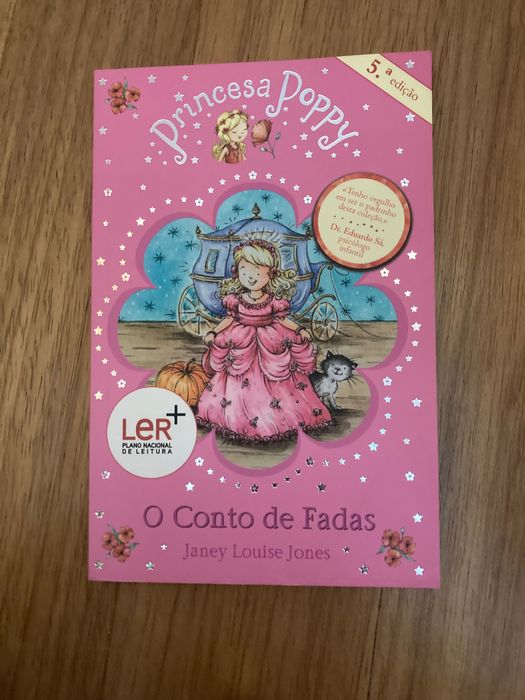 5.ª edição
Princesa Poppy
«Tenho orgulho
em ser o padrinho
desta coleção.»
Dr. Eduardo Sá,
psicólogo
infantil
LeR+
PLANO NACIONAL
DE LEITURA
O Conto de Fadas
Janey Louise Jones